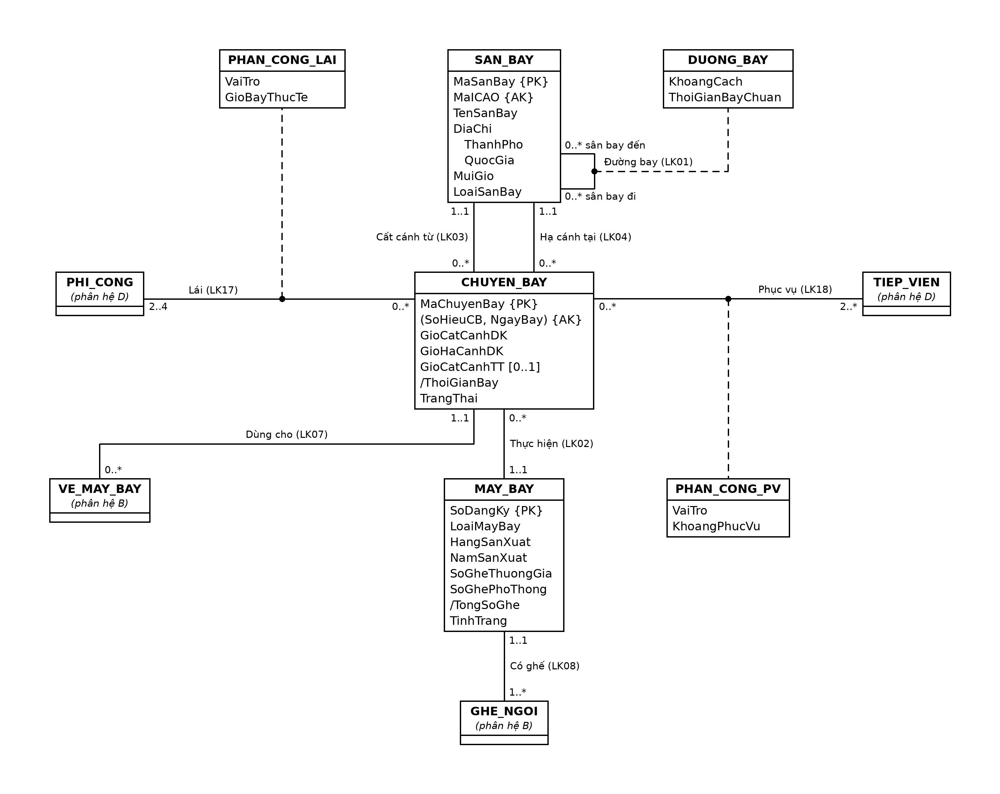 PHAN_CONG_LAI
VaiTro
GioBayThucTe
SAN_BAY
MaSanBay {PK}
MaICAO {AK}
TenSanBay
DiaChi
ThanhPho
QuocGia
MuiGio
LoaiSanBay
DUONG_BAY
KhoangCach
ThoiGianBayChuan
0..* sân bay đến
Đường bay (LK01)
0..* sân bay đi
1..1
1..1
Cất cánh từ (LK03)
Hạ cánh tại (LK04)
0..*
0..*
PHI_CONG
(phân hệ D)
Lái (LK17)
2..4
0..*
CHUYEN_BAY
MaChuyenBay {PK}
(SoHieuCB, NgayBay) {AK}
GioCatCanhDK
GioHaCanhDK
GioCatCanhTT [0..1]
/ThoiGianBay
TrangThai
Phục vụ (LK18)
0..*
2..*
TIEP_VIEN
(phân hệ D)
1..1
0..*
Dùng cho (LK07)
Thực hiện (LK02)
0..*
1..1
VE_MAY_BAY
(phân hệ B)
MAY_BAY
SoDangKy {PK}
LoaiMayBay
HangSanXuat
NamSanXuat
SoGheThuongGia
SoGhePhoThong
/TongSoGhe
TinhTrang
PHAN_CONG_PV
VaiTro
KhoangPhucVu
1..1
Có ghế (LK08)
1..*
GHE_NGOI
(phân hệ B)